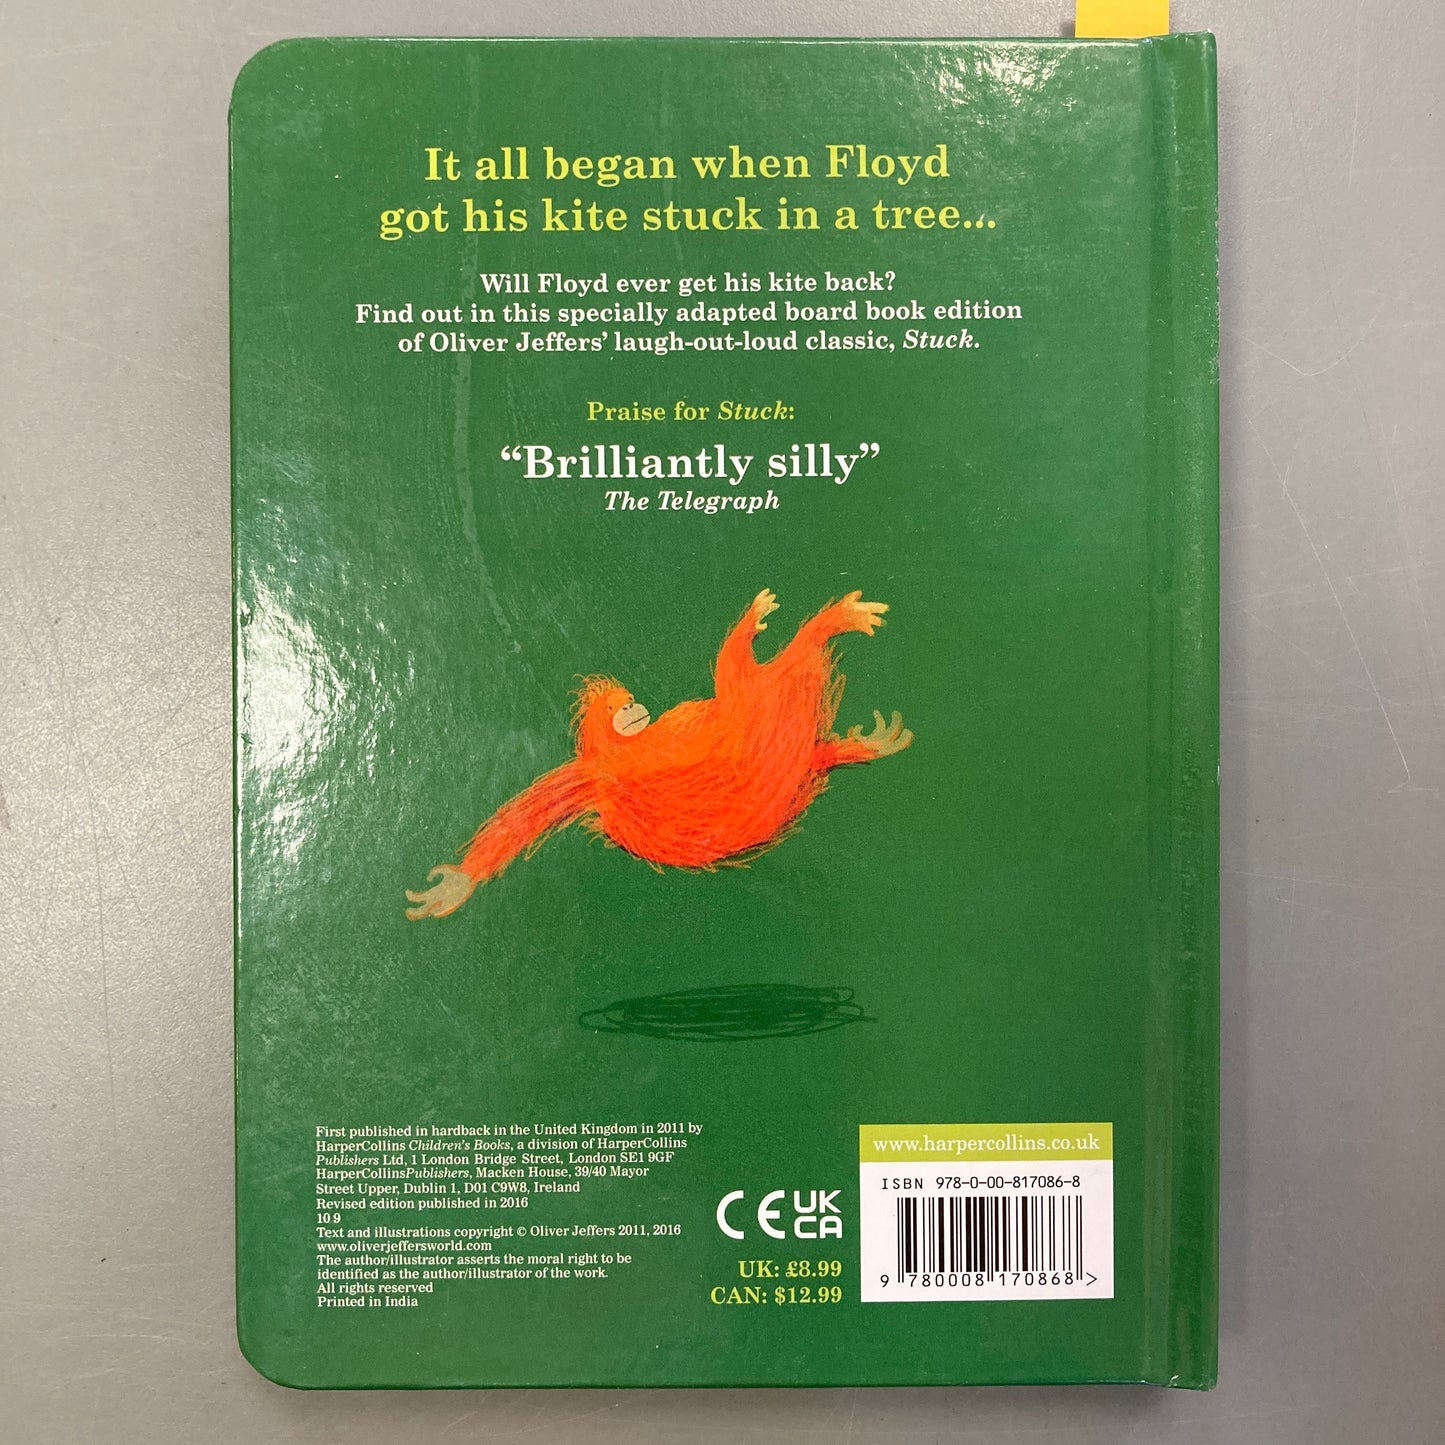 It all began when Floyd
got his kite stuck in a tree...
Will Floyd ever get his kite back?
Find out in this specially adapted board book edition
of Oliver Jeffers’ laugh-out-loud classic, Stuck.
Praise for Stuck:
“Brilliantly silly”
The Telegraph
First published in hardback in the United Kingdom in 2011 by
HarperCollins Children’s Books, a division of HarperCollins
Publishers Ltd, 1 London Bridge Street, London SE1 9GF
HarperCollinsPublishers, Macken House, 39/40 Mayor
Street Upper, Dublin 1, D01 C9W8, Ireland
Revised edition published in 2016
10 9
Text and illustrations copyright © Oliver Jeffers 2011, 2016
www.oliverjeffersworld.com
The author/illustrator asserts the moral right to be
identified as the author/illustrator of the work.
All rights reserved
Printed in India
CE UK
CA
UK: £8.99
CAN: $12.99
www.harpercollins.co.uk
ISBN 978-0-00-817086-8
9 780008 170868 >